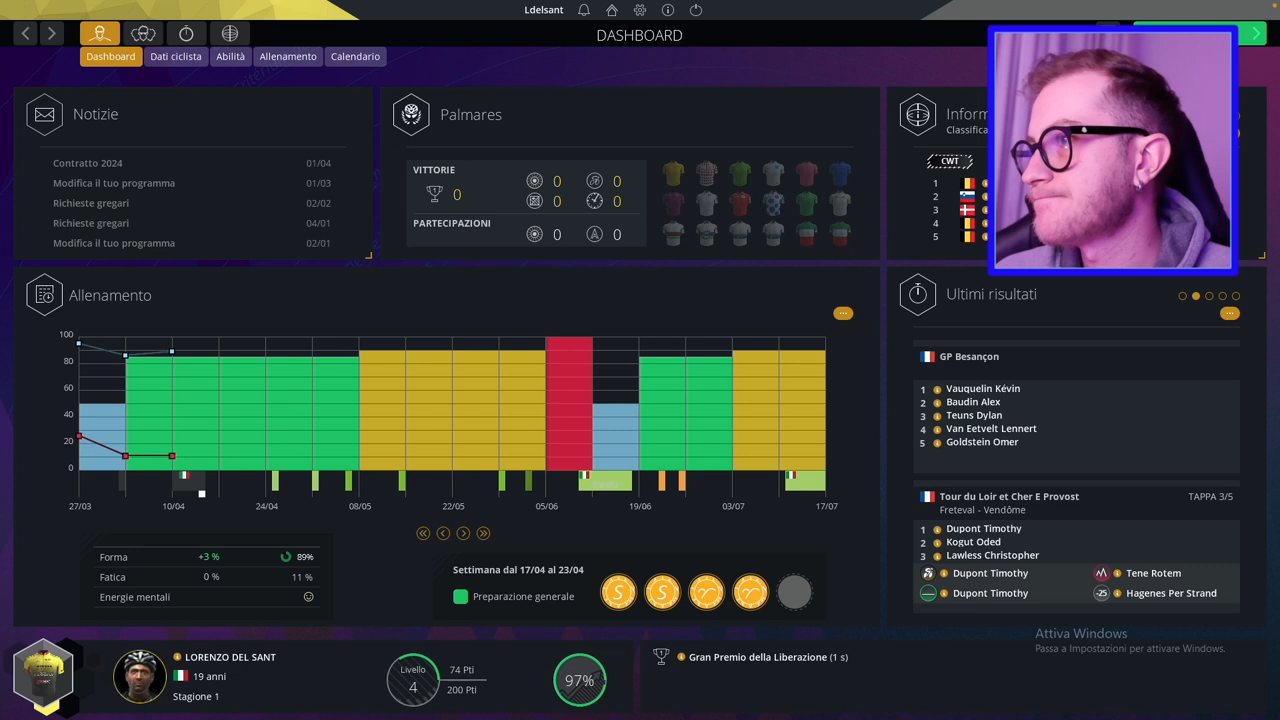 Ldelsant
DASHBOARD
Dashboard
Dati ciclista
Abilità
Allenamento
Calendario
Notizie
Contratto 2024 01/04
Modifica il tuo programma 01/03
Richieste gregari 02/02
Richieste gregari 04/01
Modifica il tuo programma 02/01
Palmares
VITTORIE
0 0 0
0 0
PARTECIPAZIONI
0 0
Inform
Classifica
CWT
1
2
3
4
5
Allenamento
100
80
60
40
20
0
27/03 10/04 24/04 08/05 22/05 05/06 19/06 03/07 17/07
Forma +3 % 89%
Fatica 0 % 11 %
Energie mentali
Settimana dal 17/04 al 23/04
Preparazione generale
S S r r
Ultimi risultati
GP Besançon
1 Vauquelin Kévin
2 Baudin Alex
3 Teuns Dylan
4 Van Eetvelt Lennert
5 Goldstein Omer
Tour du Loir et Cher E Provost TAPPA 3/5
Freteval - Vendôme
1 Dupont Timothy
2 Kogut Oded
3 Lawless Christopher
Dupont Timothy Tene Rotem
Dupont Timothy -25 Hagenes Per Strand
Attiva Windows
Passa a Impostazioni per attivare Windows.
LORENZO DEL SANT
19 anni
Stagione 1
Livello
4
74 Pti
200 Pti
97%
Gran Premio della Liberazione (1 s)